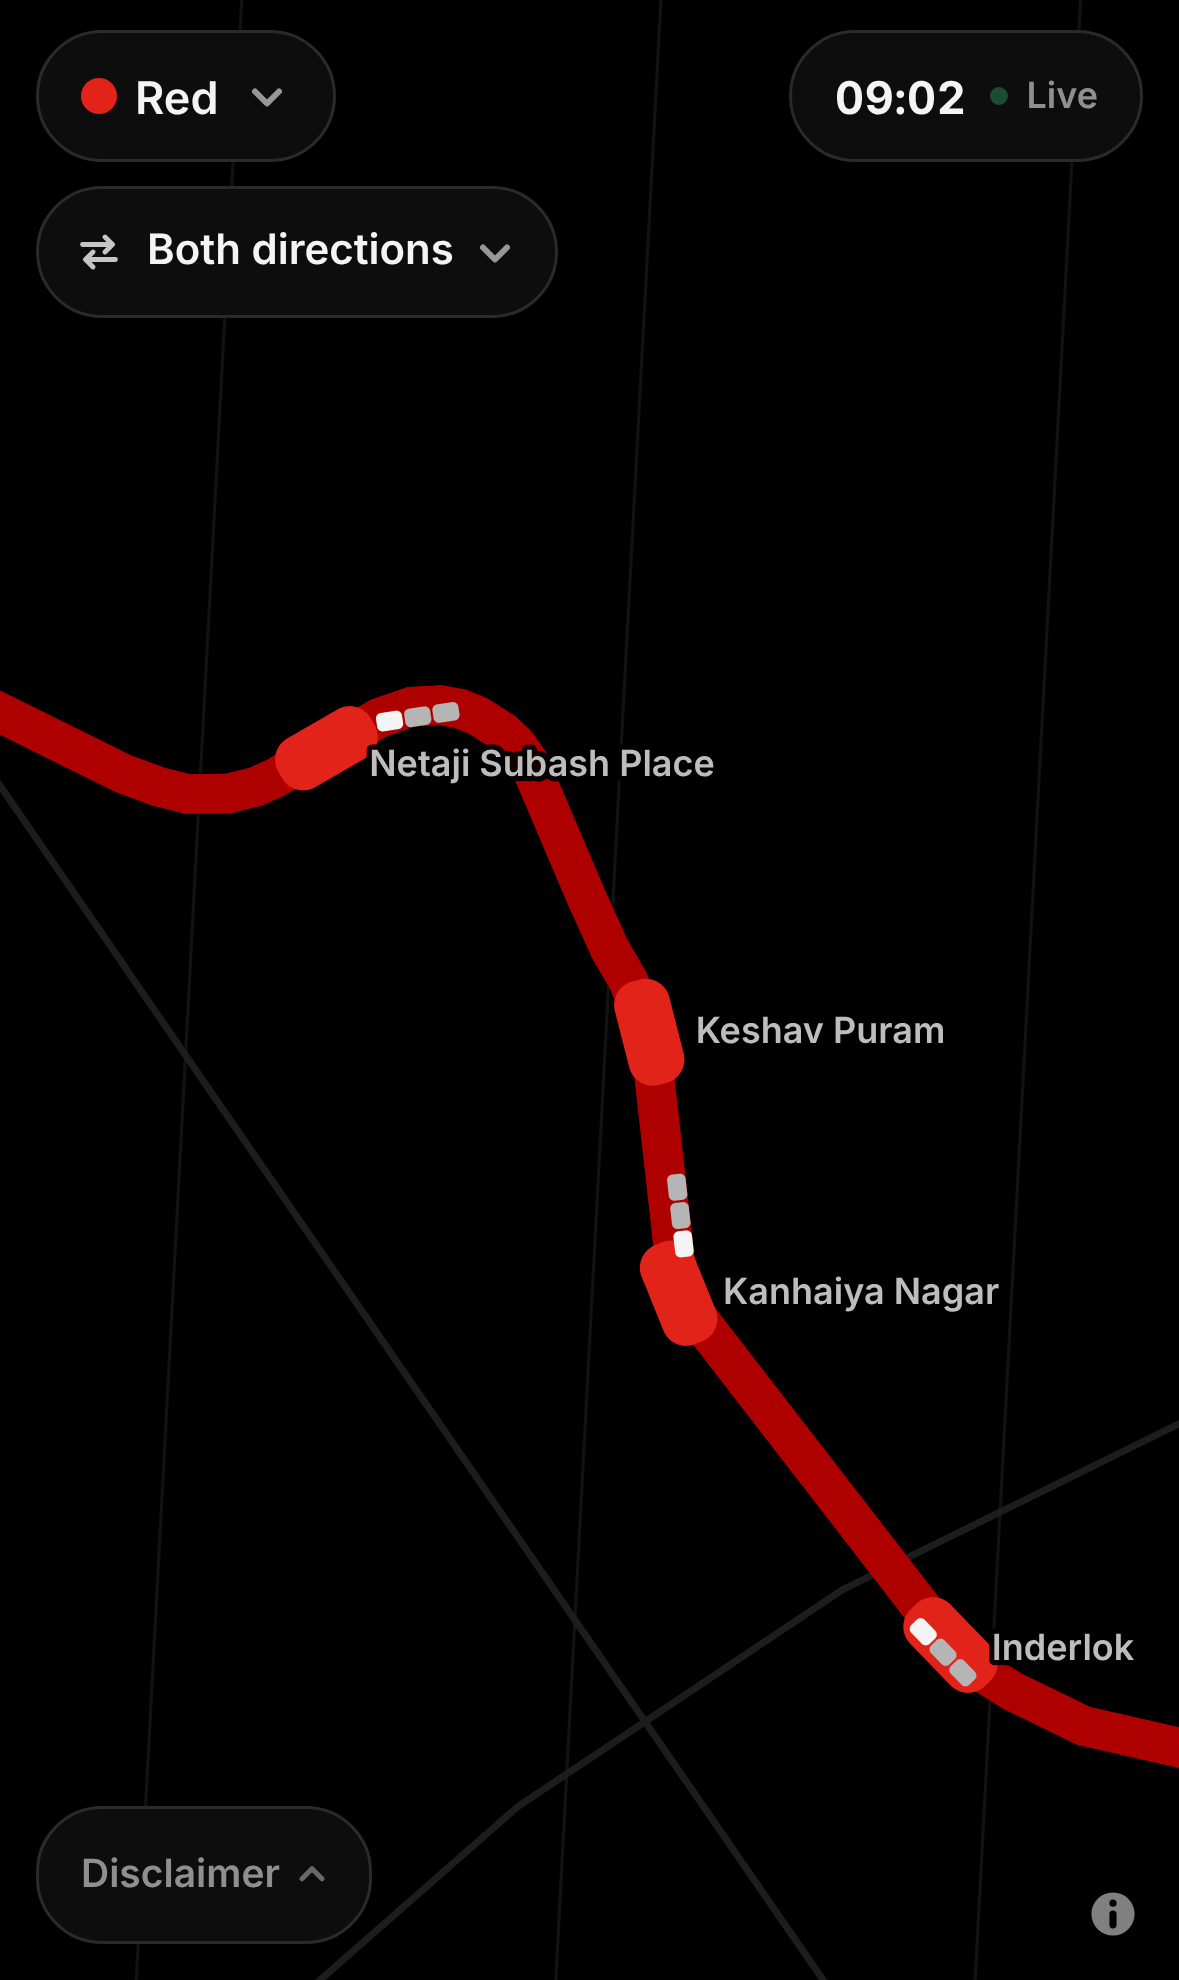 Red
09:02 Live
Both directions
Netaji Subash Place
Keshav Puram
Kanhaiya Nagar
Inderlok
Disclaimer